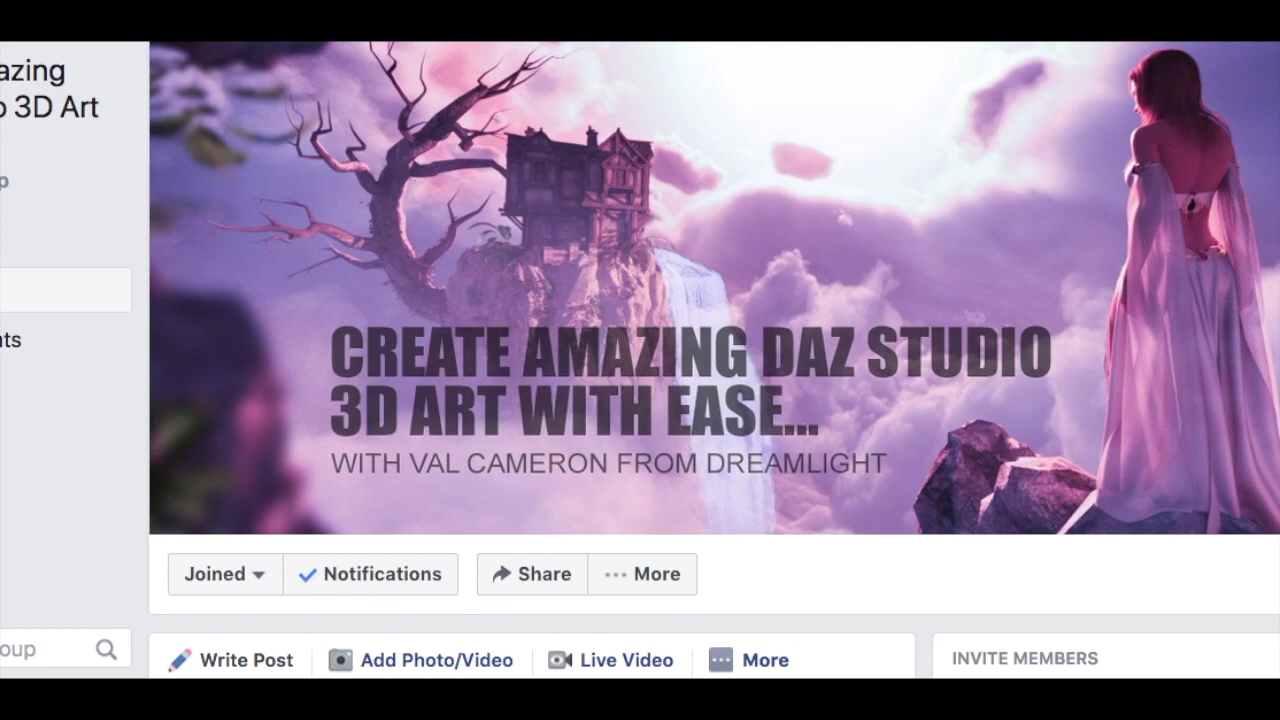 azing
3D Art
p
nts
oup
CREATE AMAZING DAZ STUDIO
3D ART WITH EASE...
WITH VAL CAMERON FROM DREAMLIGHT
Joined
Notifications
Share
More
Write Post
Add Photo/Video
Live Video
More
INVITE MEMBERS